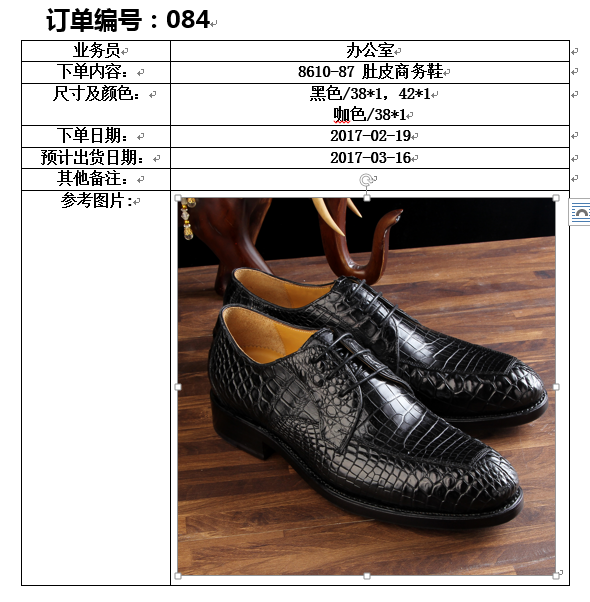 订单编号：084
业务员 办公室
下单内容： 8610-87 肚皮商务鞋
尺寸及颜色： 黑色/38*1，42*1
咖色/38*1
下单日期： 2017-02-19
预计出货日期： 2017-03-16
其他备注：
参考图片：